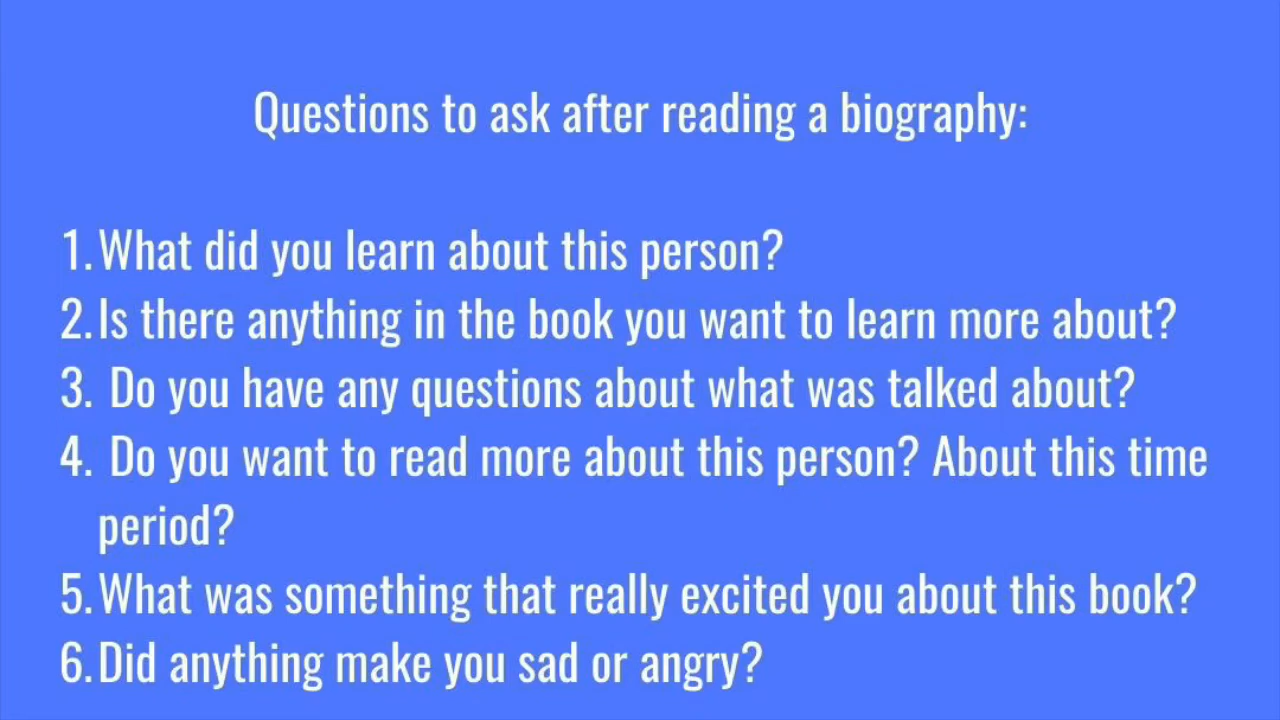 Questions to ask after reading a biography:
1. What did you learn about this person?
2. Is there anything in the book you want to learn more about?
3. Do you have any questions about what was talked about?
4. Do you want to read more about this person? About this time
period?
5. What was something that really excited you about this book?
6. Did anything make you sad or angry?